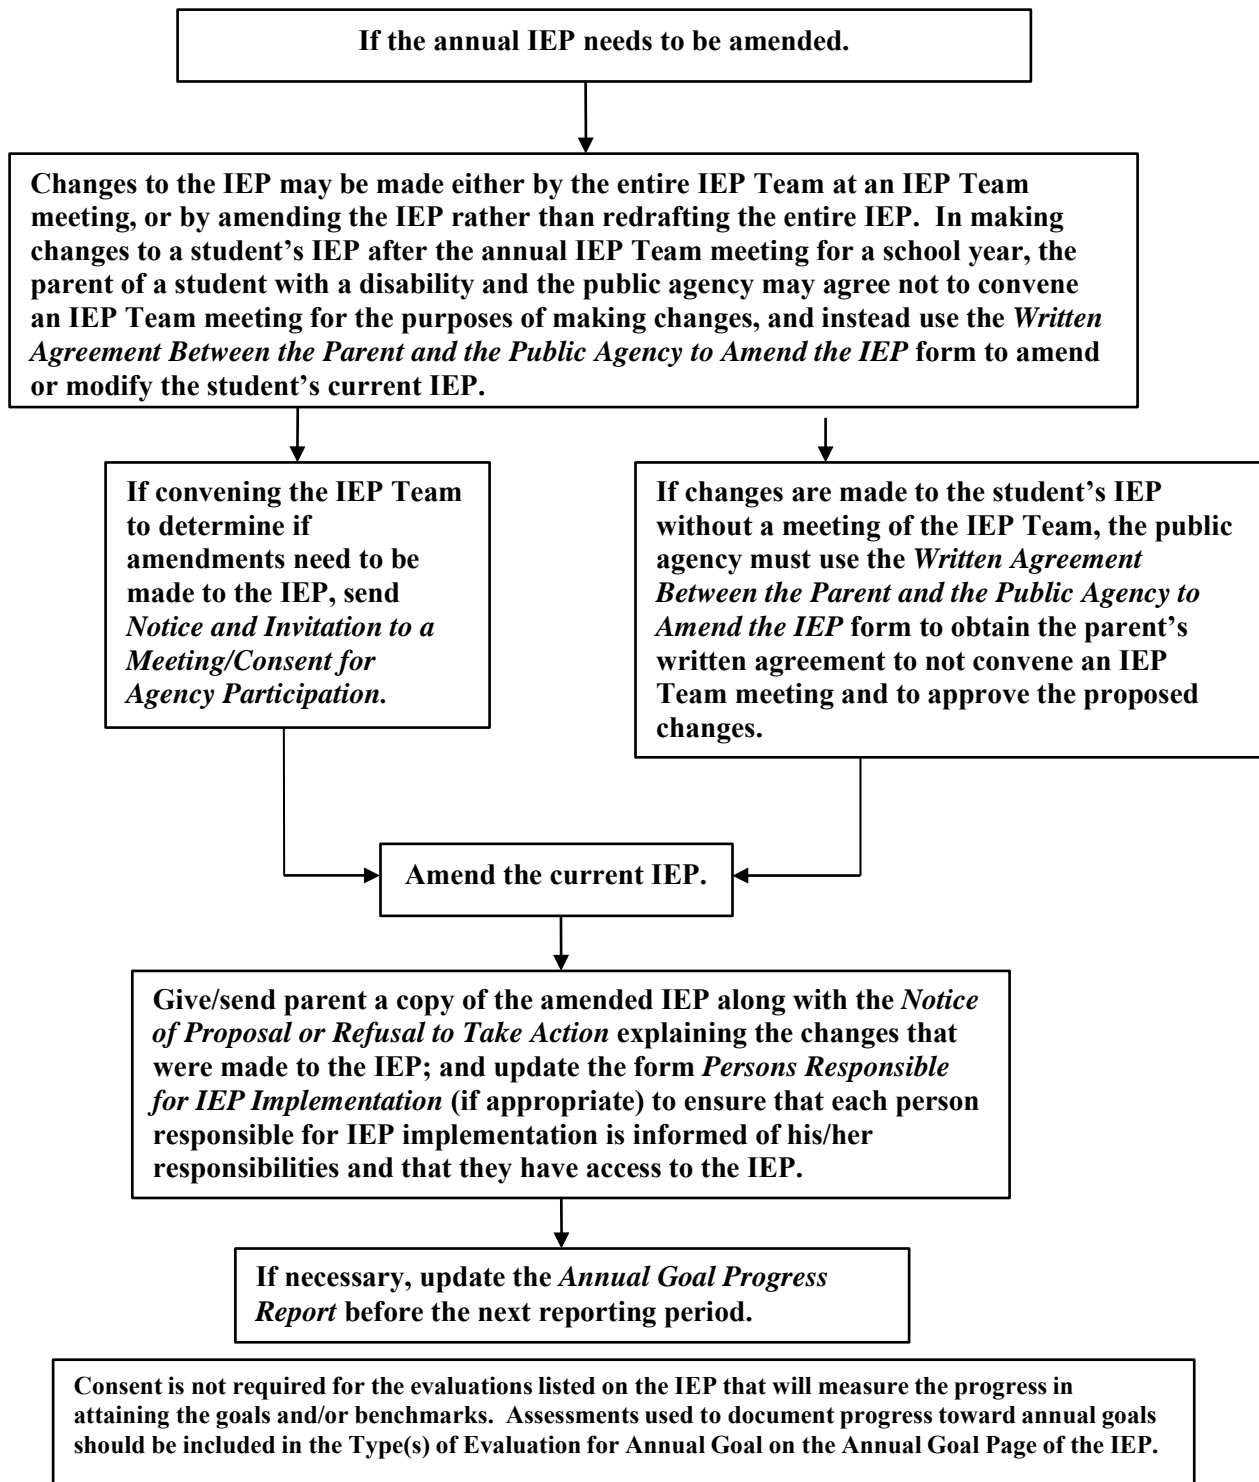 If the annual IEP needs to be amended.
Changes to the IEP may be made either by the entire IEP Team at an IEP Team
meeting, or by amending the IEP rather than redrafting the entire IEP.  In making
changes to a student’s IEP after the annual IEP Team meeting for a school year, the
parent of a student with a disability and the public agency may agree not to convene
an IEP Team meeting for the purposes of making changes, and instead use the Written
Agreement Between the Parent and the Public Agency to Amend the IEP form to amend
or modify the student’s current IEP.
If convening the IEP Team
to determine if
amendments need to be
made to the IEP, send
Notice and Invitation to a
Meeting/Consent for
Agency Participation.
If changes are made to the student’s IEP
without a meeting of the IEP Team, the public
agency must use the Written Agreement
Between the Parent and the Public Agency to
Amend the IEP form to obtain the parent’s
written agreement to not convene an IEP
Team meeting and to approve the proposed
changes.
Amend the current IEP.
Give/send parent a copy of the amended IEP along with the Notice
of Proposal or Refusal to Take Action explaining the changes that
were made to the IEP; and update the form Persons Responsible
for IEP Implementation (if appropriate) to ensure that each person
responsible for IEP implementation is informed of his/her
responsibilities and that they have access to the IEP.
If necessary, update the Annual Goal Progress
Report before the next reporting period.
Consent is not required for the evaluations listed on the IEP that will measure the progress in
attaining the goals and/or benchmarks.  Assessments used to document progress toward annual goals
should be included in the Type(s) of Evaluation for Annual Goal on the Annual Goal Page of the IEP.